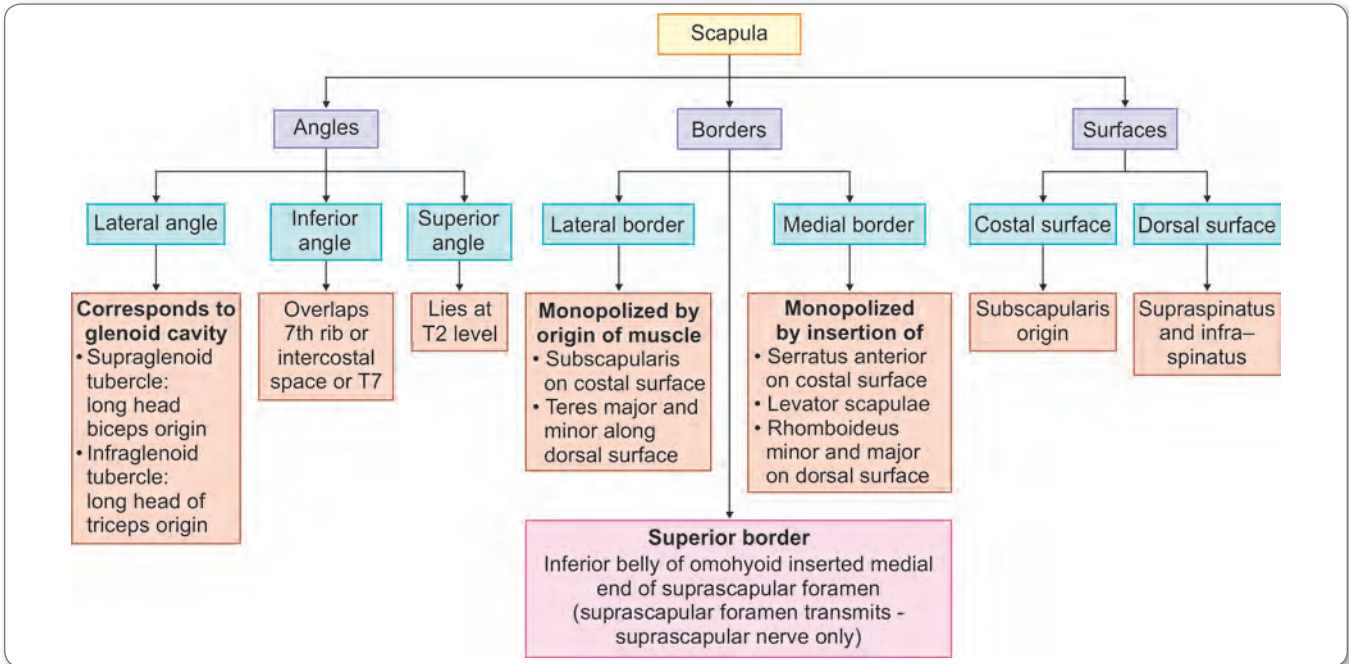 Scapula
Angles
Borders
Surfaces
Lateral angle
Inferior
angle
Superior
angle
Lateral border
Medial border
Costal surface
Dorsal surface
Corresponds to
glenoid cavity
• Supraglenoid
tubercle:
long head
biceps origin
• Infraglenoid
tubercle:
long head of
triceps origin
Overlaps
7th rib or
intercostal
space or T7
Lies at
T2 level
Monopolized by
origin of muscle
• Subscapularis
on costal surface
• Teres major and
minor along
dorsal surface
Monopolized
by insertion of
• Serratus anterior
on costal surface
• Levator scapulae
• Rhomboideus
minor and major
on dorsal surface
Subscapularis
origin
Supraspinatus
and infra–
spinatus
Superior border
Inferior belly of omohyoid inserted medial
end of suprascapular foramen
(suprascapular foramen transmits -
suprascapular nerve only)